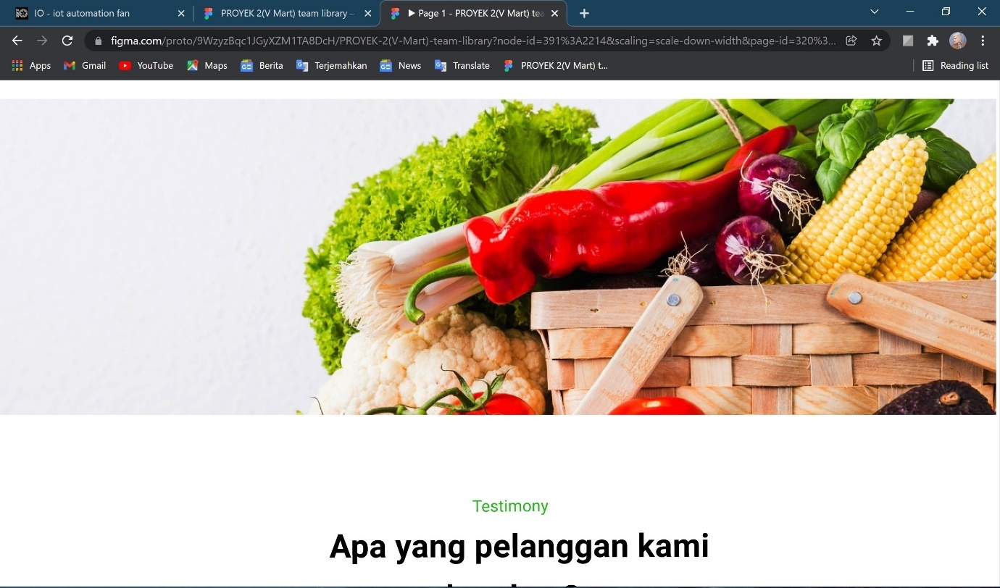 IO - iot automation fan
PROYEK 2(V Mart) team library –
Page 1 - PROYEK 2(V Mart) tea
figma.com/proto/9WzyzBqc1JGyXZM1TA8DcH/PROYEK-2(V-Mart)-team-library?node-id=391%3A2214&scaling=scale-down-width&page-id=320%3...
Apps Gmail YouTube Maps Berita Terjemahkan News Translate PROYEK 2(V Mart) t... Reading list
Testimony
Apa yang pelanggan kami